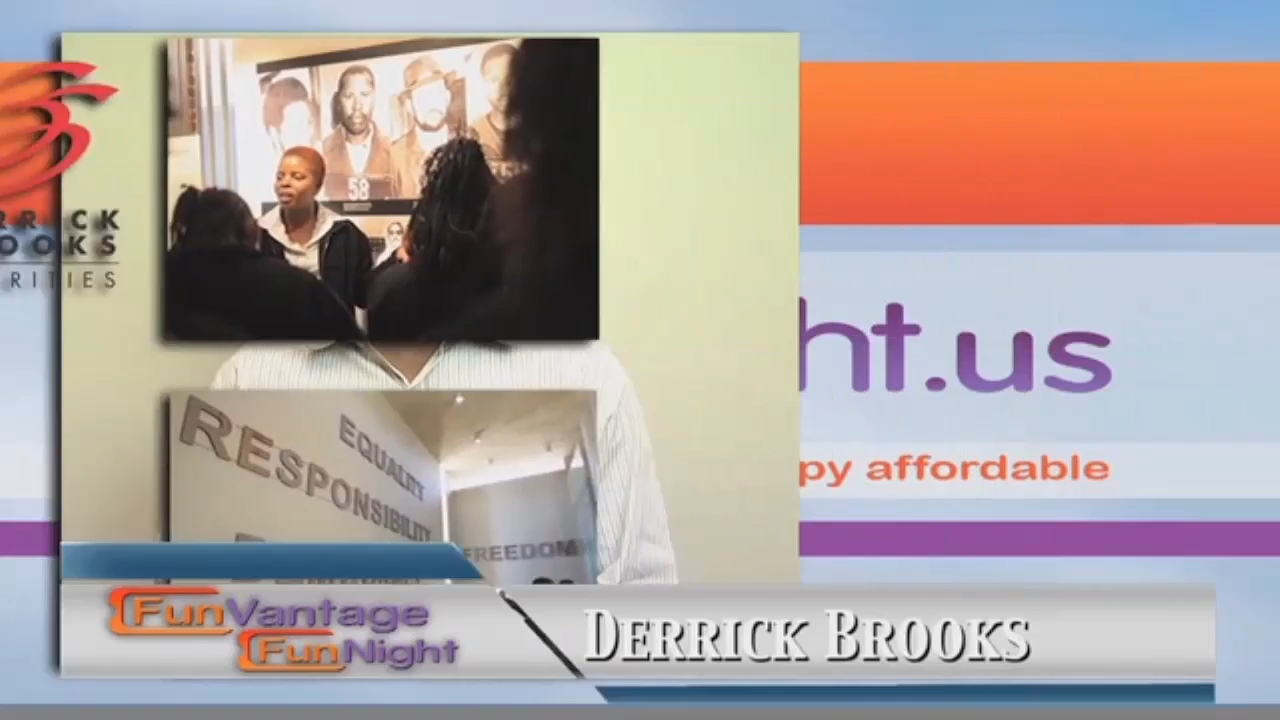 58
RRICK
OOKS
RITIES
EQUALITY
RESPONSIBILITY
FREEDOM
ht.us
py affordable
FunVantage
FunNight
DERRICK BROOKS